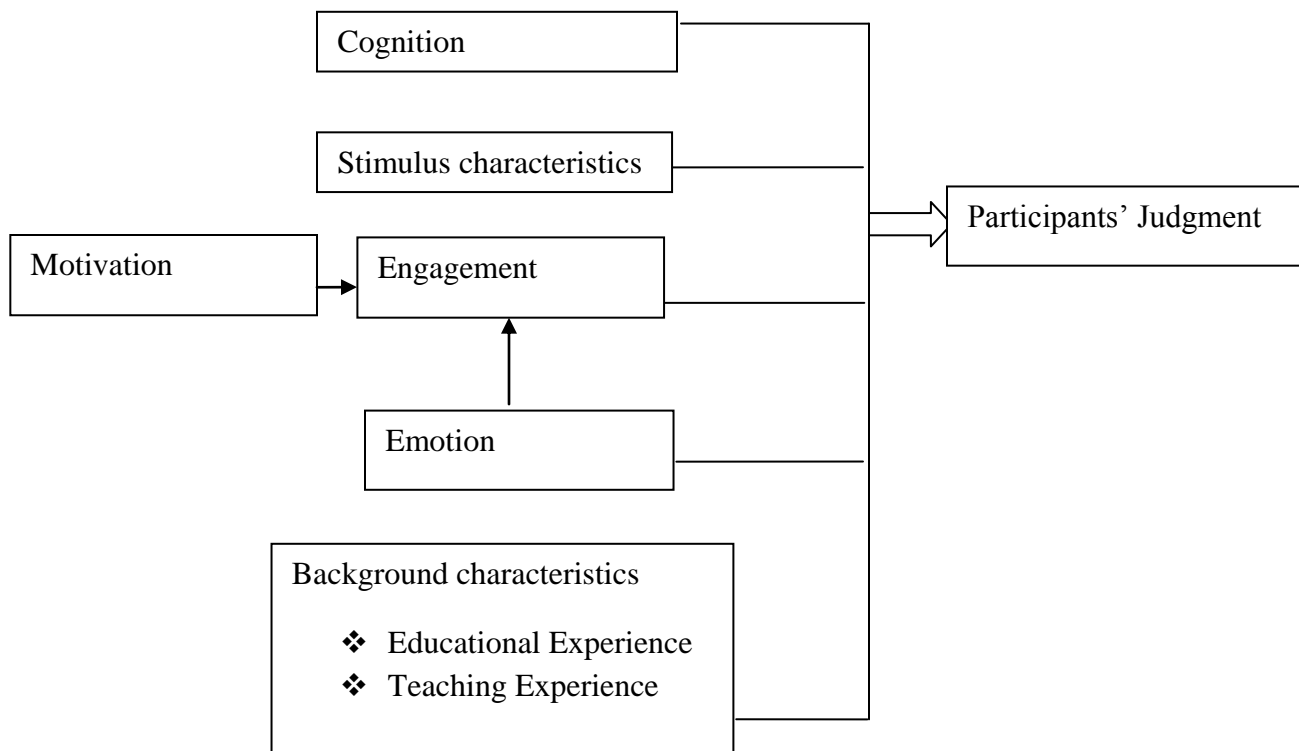 Cognition
Stimulus characteristics
Participants’ Judgment
Motivation
Engagement
Emotion
Background characteristics
❖ Educational Experience
❖ Teaching Experience